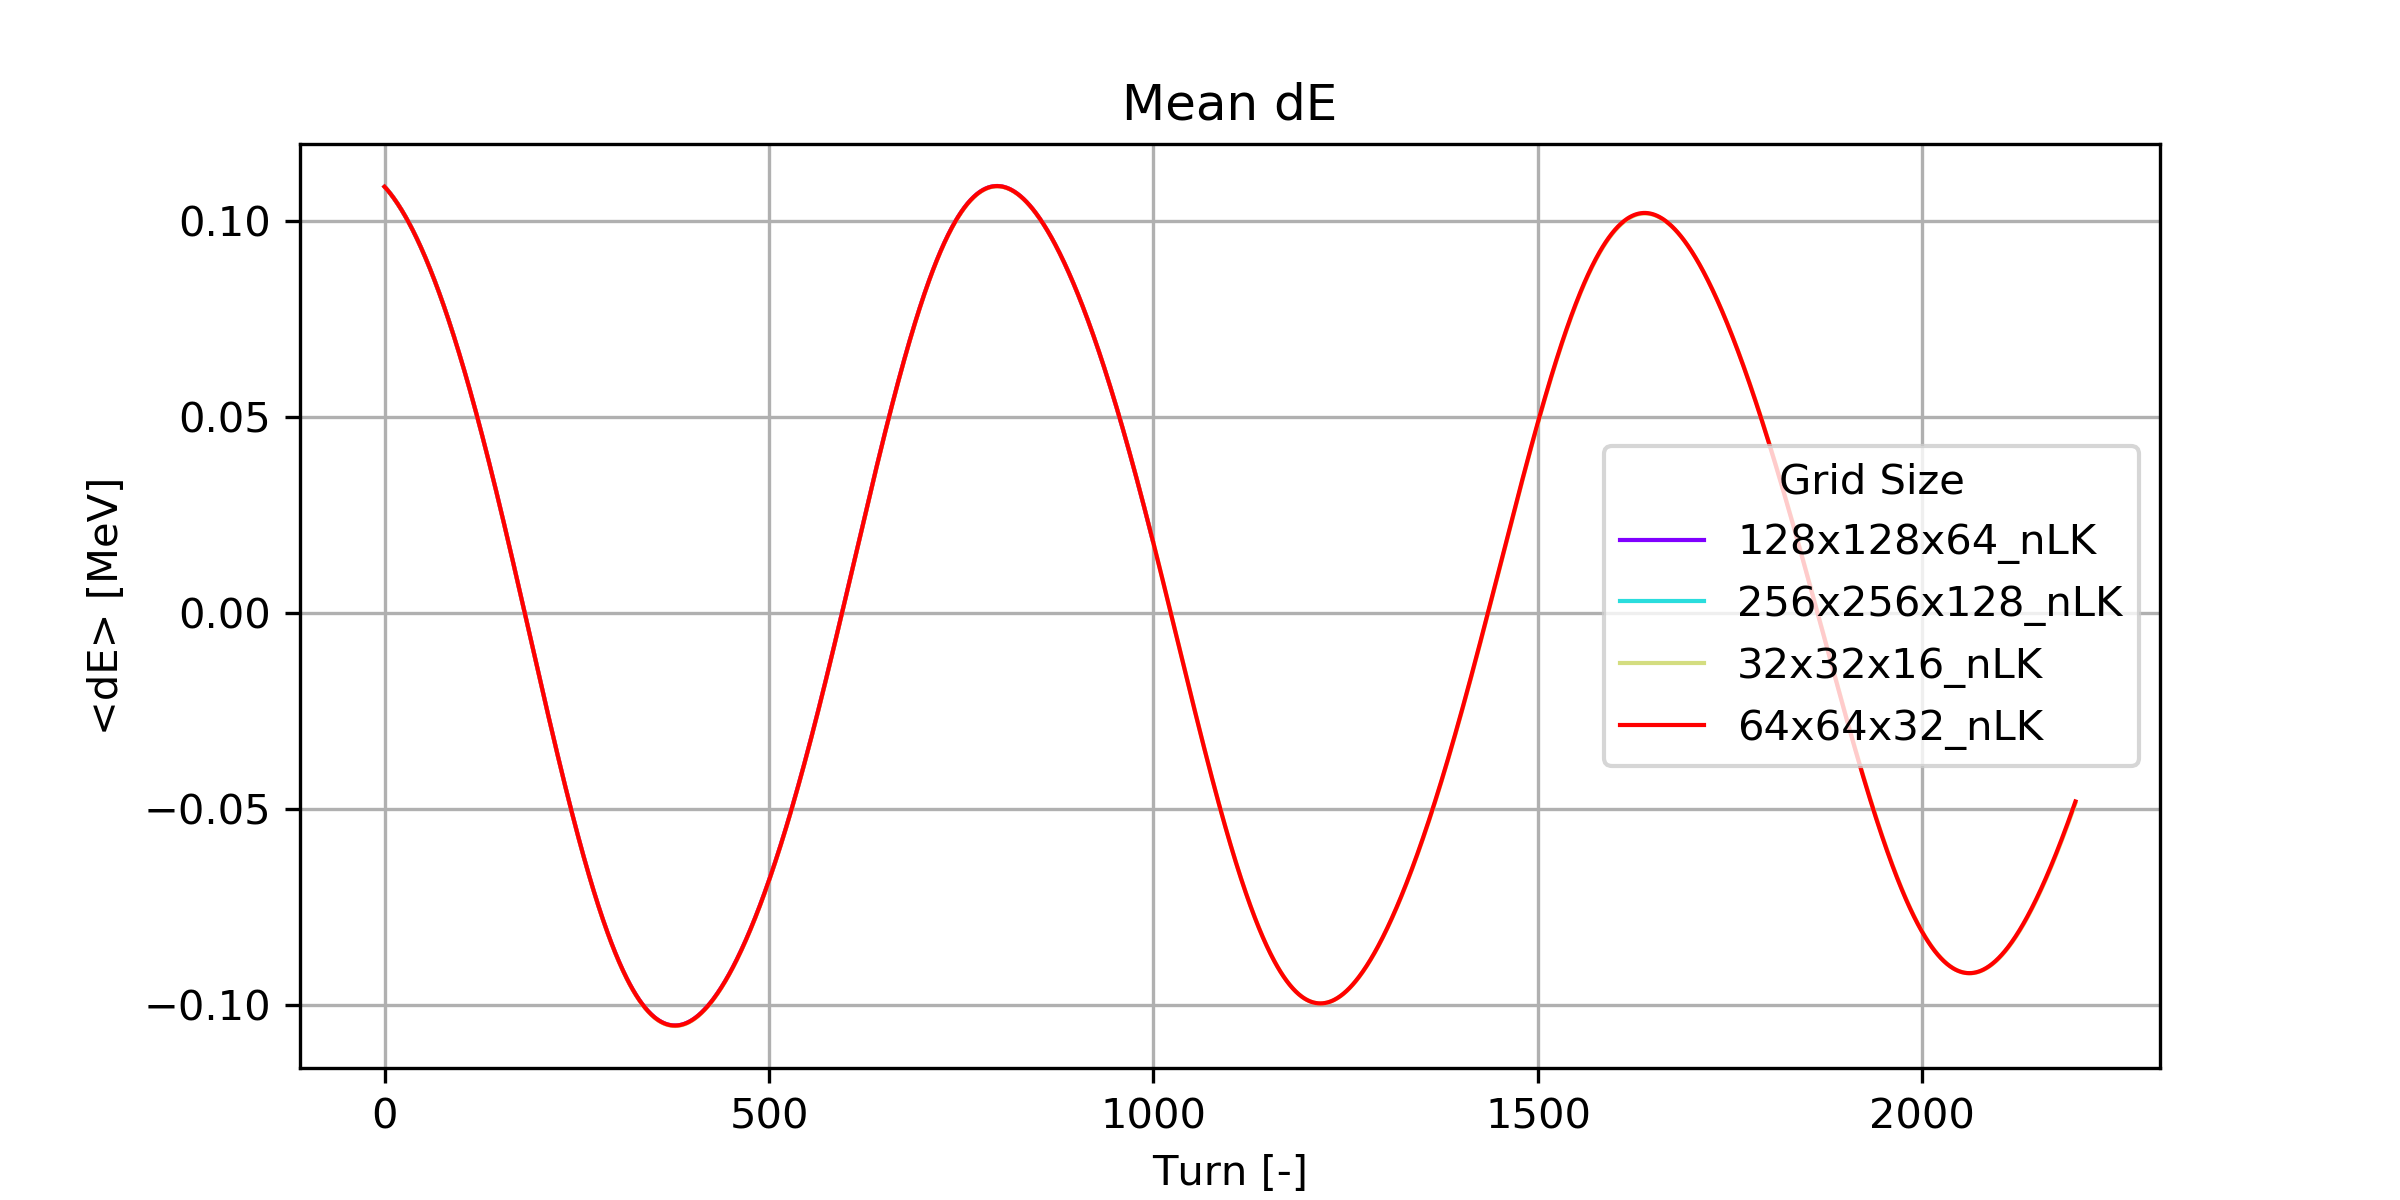 Mean dE
<dE> [MeV]
0.10
0.05
0.00
−0.05
−0.10
Grid Size
128x128x64_nLK
256x256x128_nLK
32x32x16_nLK
64x64x32_nLK
0 500 1000 1500 2000
Turn [-]